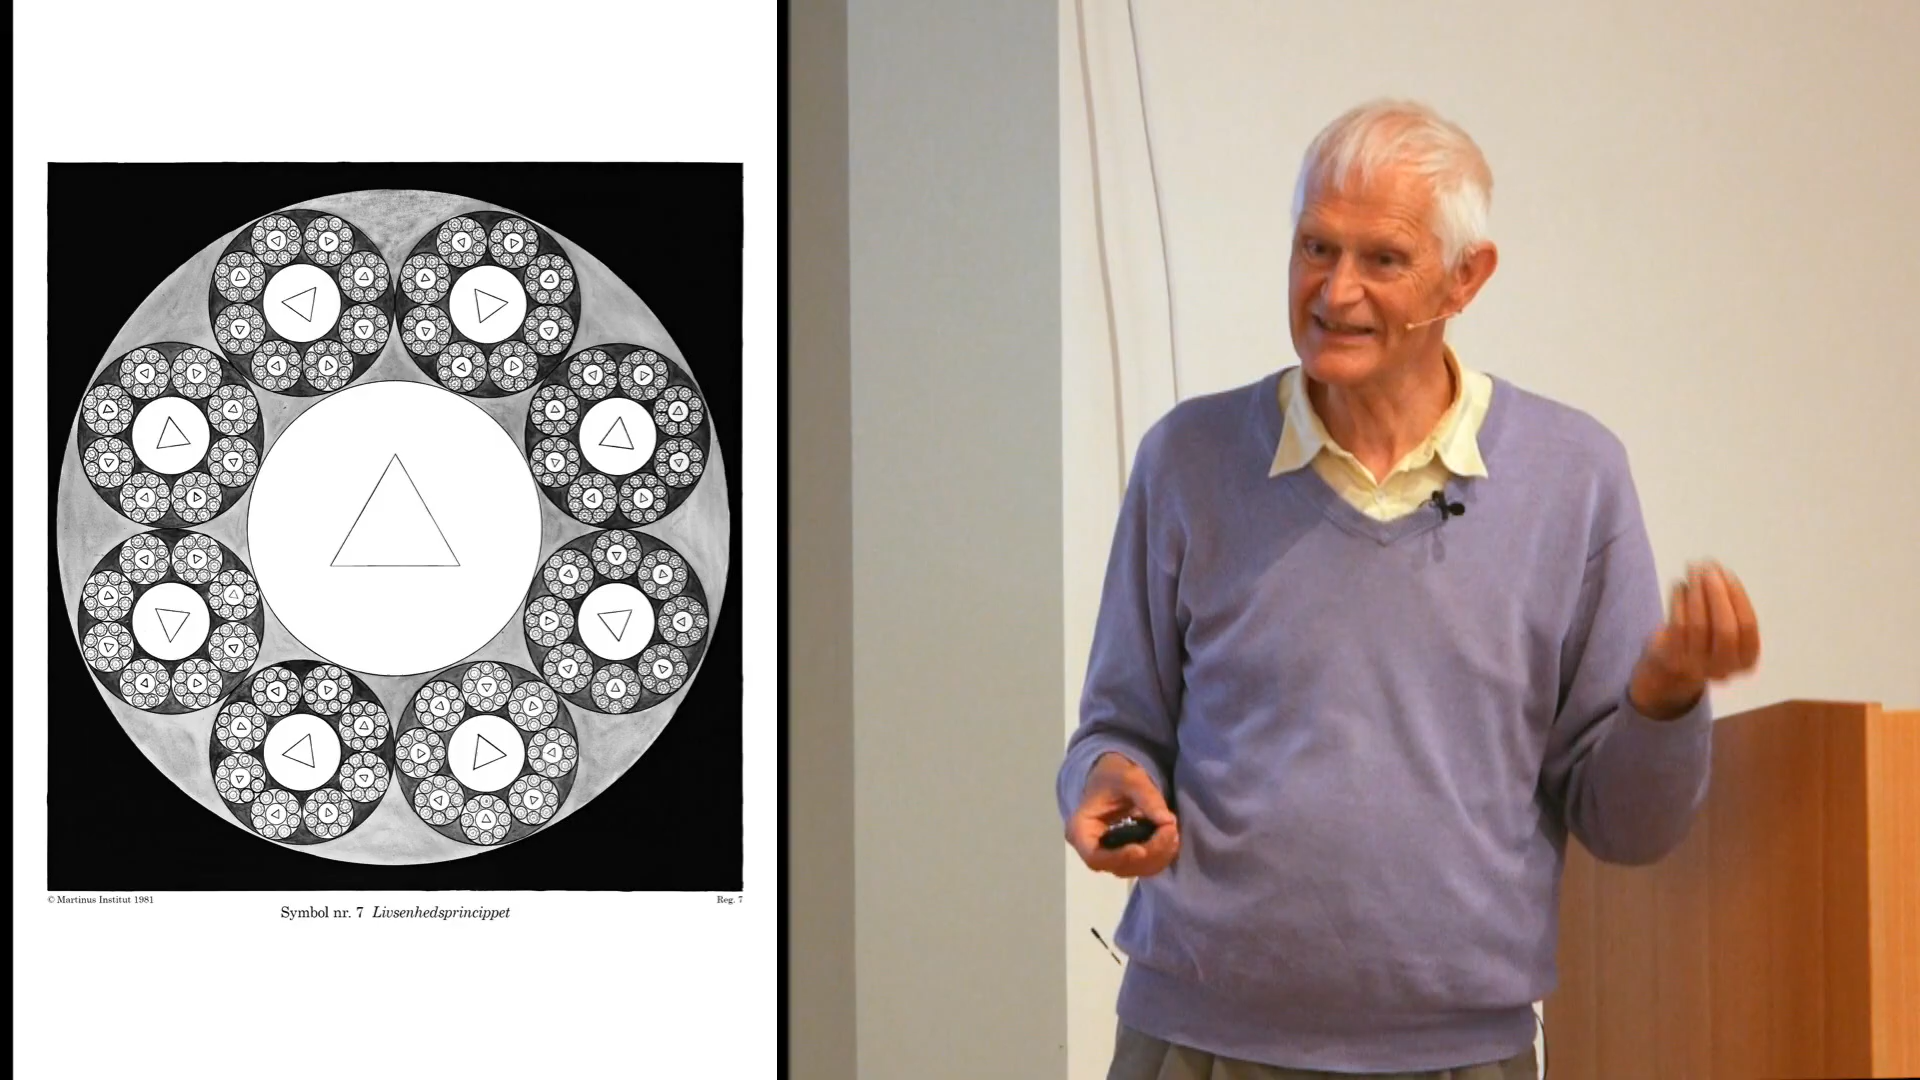 © Martinus Institut 1981
Reg. 7
Symbol nr. 7 Livsenhedsprincippet